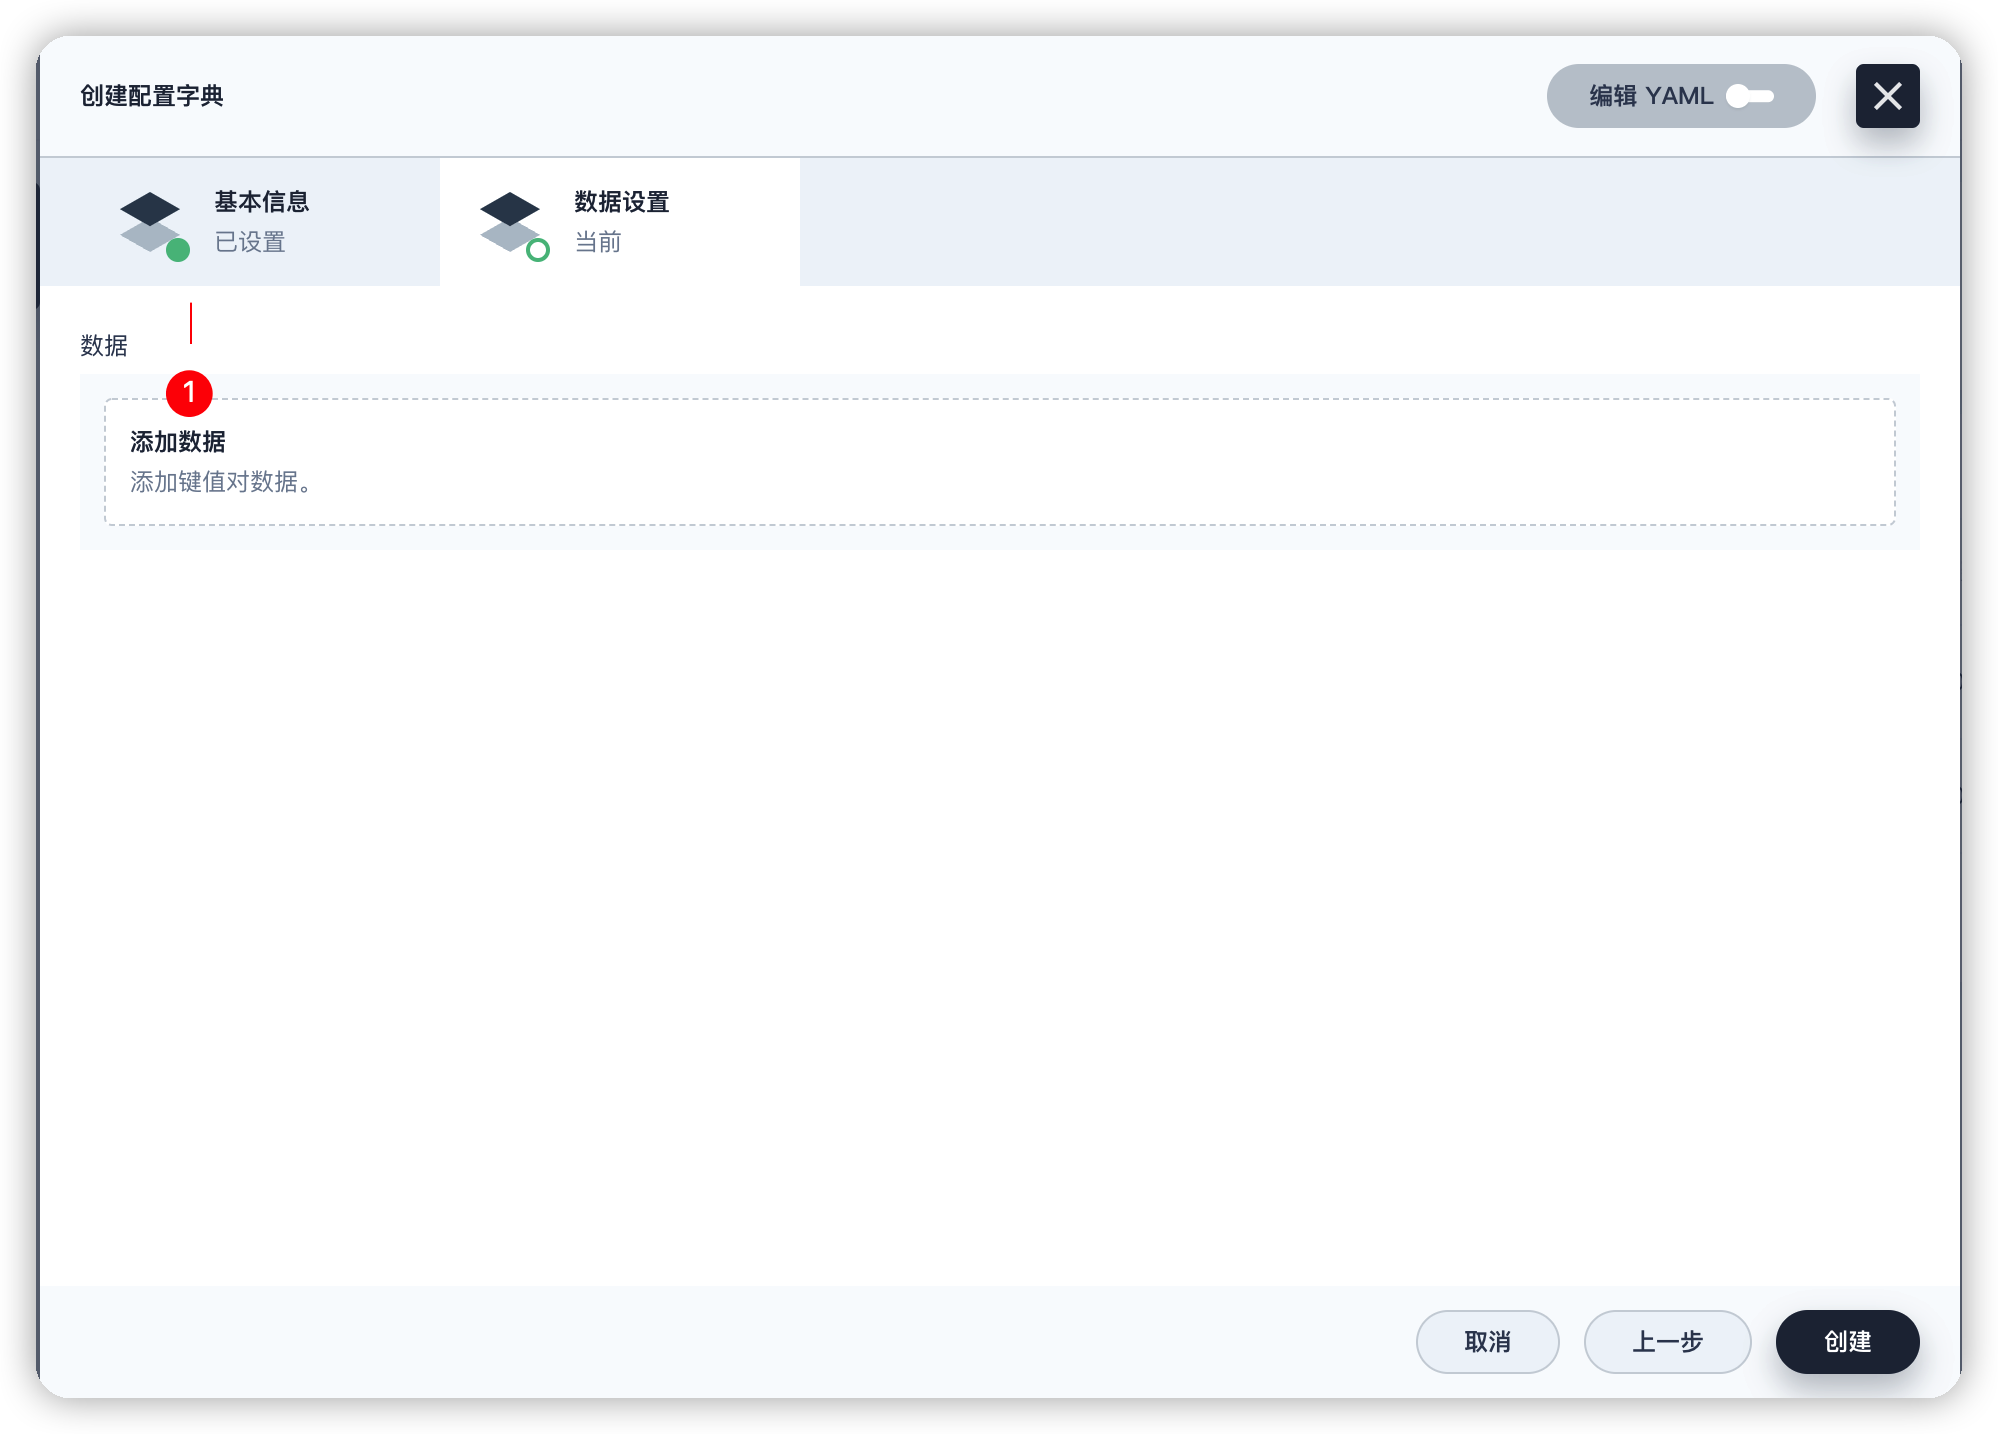 创建配置字典
编辑 YAML
基本信息
已设置
数据设置
当前
数据
1
添加数据
添加键值对数据。
取消
上一步
创建